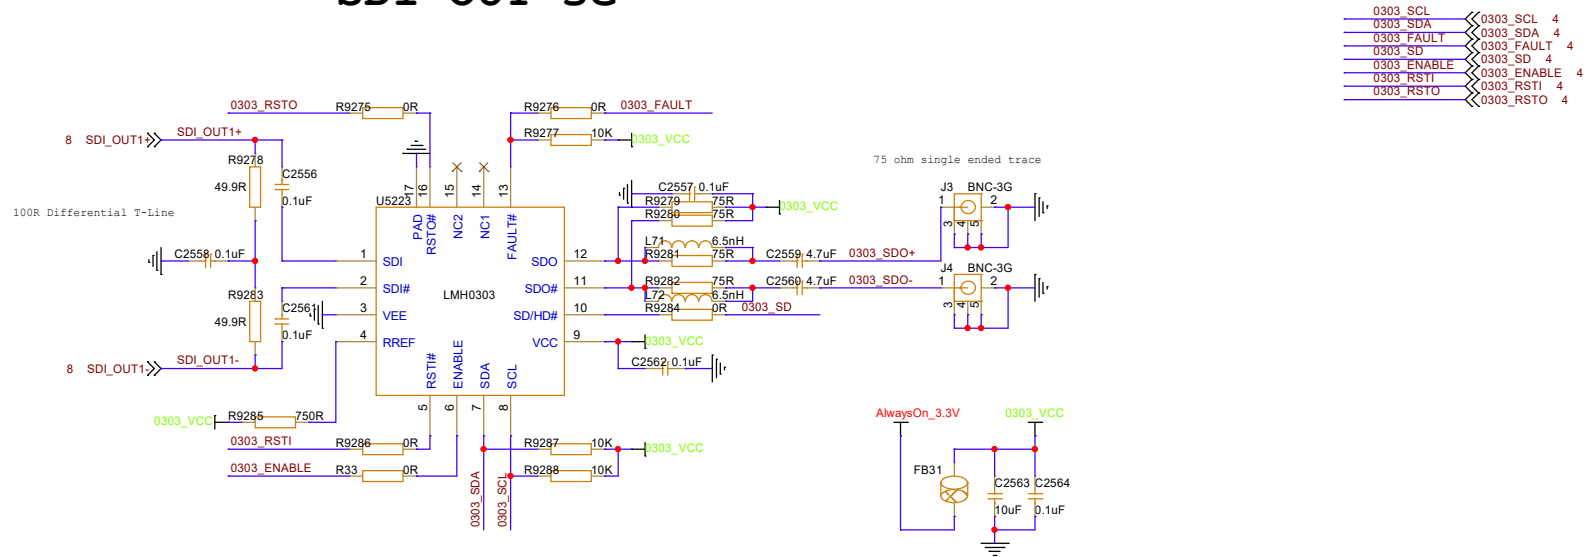 0303_SCL
0303_SCL 4
0303_SDA
0303_SDA 4
0303_FAULT
0303_FAULT 4
0303_SD
0303_SD 4
0303_ENABLE
0303_ENABLE 4
0303_RSTI
0303_RSTI 4
0303_RSTO
0303_RSTO 4
0303_RSTO R9275 0R
R9276 0R 0303_FAULT
R9277 10K 0303_VCC
8 SDI_OUT1+ SDI_OUT1+
R9278
49.9R
C2556
0.1uF
100R Differential T-Line
C2558 0.1uF
R9283
49.9R
C2561
0.1uF
8 SDI_OUT1- SDI_OUT1-
U5223
17 16 15 14 13
PAD RSTO# NC2 NC1 FAULT#
1 SDI
2 SDI#
3 VEE
4 RREF
LMH0303
SDO 12
SDO# 11
SD/HD# 10
VCC 9
RSTI# ENABLE SDA SCL
5 6 7 8
C2557 0.1uF
R9279 75R
R9280 75R
0303_VCC
L71 6.5nH
R9281 75R
C2559 4.7uF 0303_SDO+
R9282 75R
C2560 4.7uF 0303_SDO-
L72 6.5nH
R9284 0R 0303_SD
0303_VCC
C2562 0.1uF
75 ohm single ended trace
J3 BNC-3G
1 2
3 4 5
J4 BNC-3G
1 2
3 4 5
0303_VCC R9285 750R
0303_RSTI R9286 0R
0303_ENABLE R33 0R
0303_SDA
0303_SCL
R9287 10K 0303_VCC
R9288 10K
AlwaysOn_3.3V
0303_VCC
FB31
C2563
10uF
C2564
0.1uF